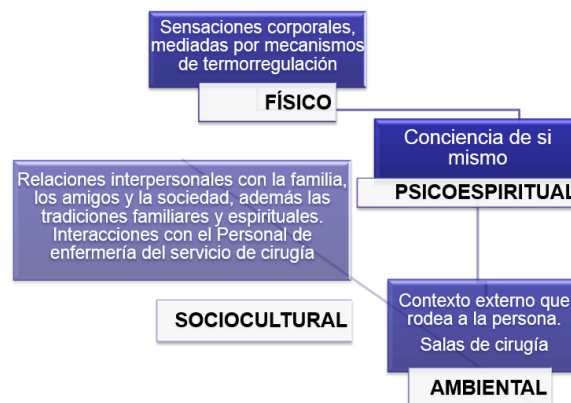 Sensaciones corporales,
mediadas por mecanismos
de termorregulación
FÍSICO
Conciencia de si
mismo
PSICOESPIRITUAL
Relaciones interpersonales con la familia,
los amigos y la sociedad, además las
tradiciones familiares y espirituales.
Interacciones con el Personal de
enfermería del servicio de cirugía
SOCIOCULTURAL
Contexto externo que
rodea a la persona.
Salas de cirugía
AMBIENTAL